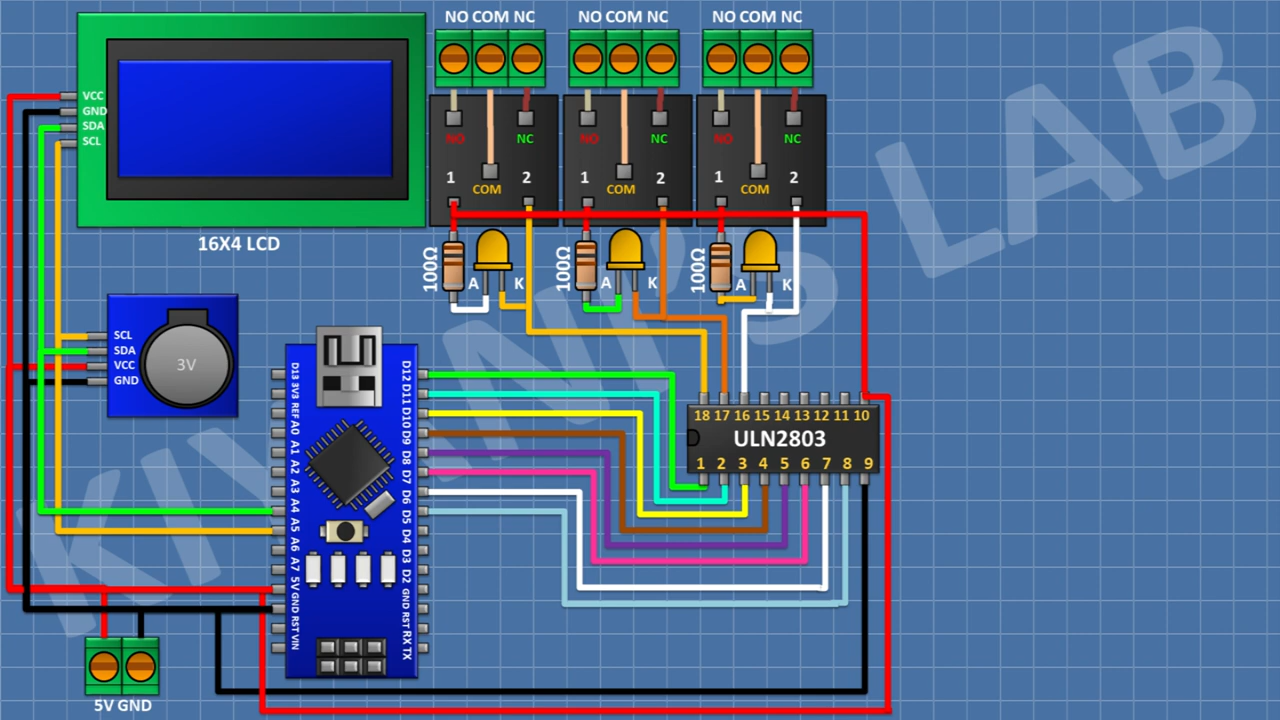 NO COM NC NO COM NC NO COM NC
VCC
GND
SDA
SCL
NO NC NO NC NO NC
1 2 1 2 1 2
COM COM COM
16X4 LCD
100Ω A K 100Ω A K 100Ω A K
SCL
SDA
VCC
GND
3V
D13 3V3 REF A0 A1 A2 A3 A4 A5 A6 A7 5V GND RST VIN
D12 D11 D10 D9 D8 D7 D6 D5 D4 D3 D2 GND RST RX TX
18 17 16 15 14 13 12 11 10
ULN2803
1 2 3 4 5 6 7 8 9
5V GND
KIYANI'S LAB